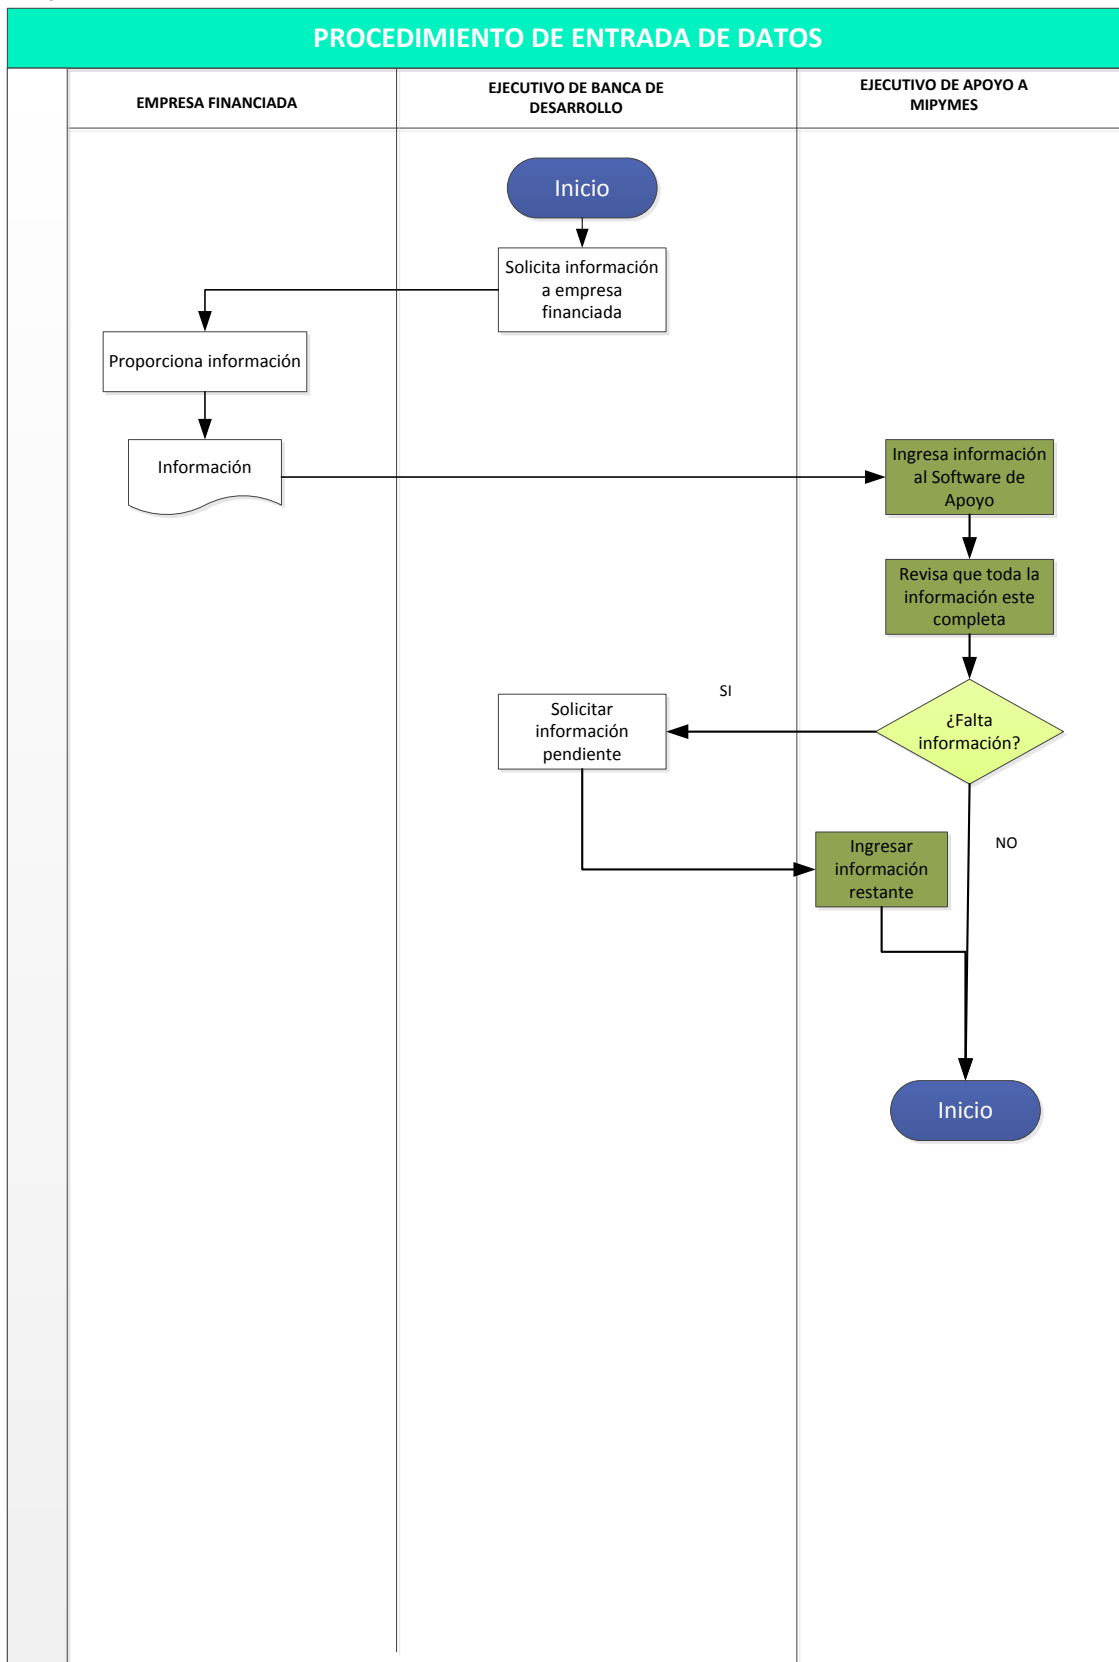 PROCEDIMIENTO DE ENTRADA DE DATOS
EMPRESA FINANCIADA
EJECUTIVO DE BANCA DE
DESARROLLO
EJECUTIVO DE APOYO A
MIPYMES
Inicio
Solicita información
a empresa
financiada
Proporciona información
Información
Ingresa información
al Software de
Apoyo
Revisa que toda la
información este
completa
¿Falta
información?
SI
Solicitar
información
pendiente
NO
Ingresar
información
restante
Inicio